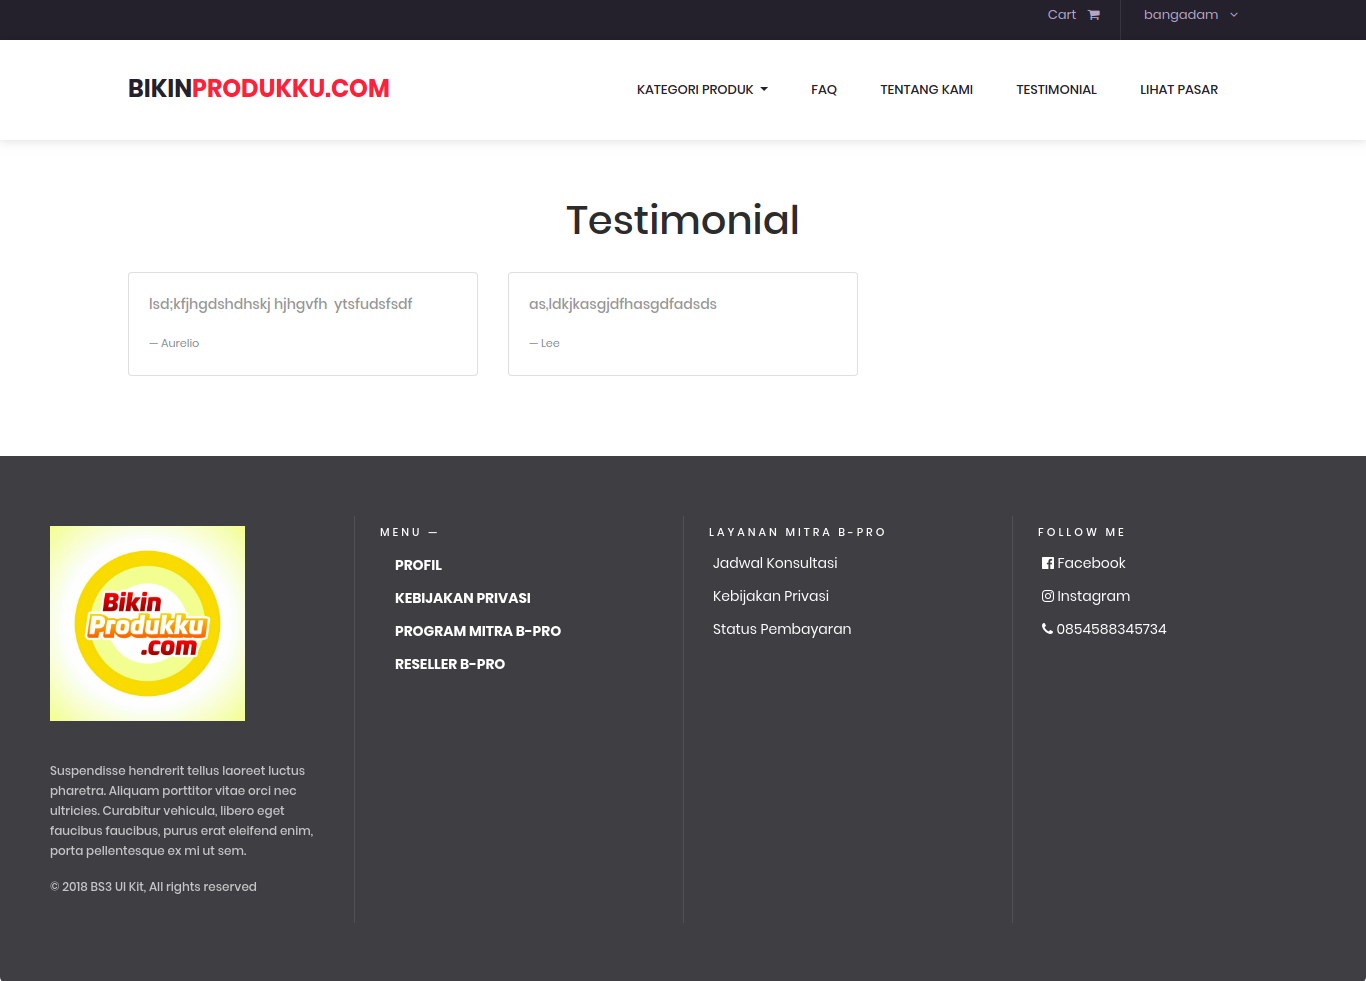 Cart
bangadam
BIKINPRODUKKU.COM
KATEGORI PRODUK
FAQ
TENTANG KAMI
TESTIMONIAL
LIHAT PASAR
Testimonial
lsd;kfjhgdshdhskj hjhgvfh ytsfudsfsdf
— Aurelio
as,ldkjkasgjdfhasgdfadsds
— Lee
Bikin
Produkku
.com
Suspendisse hendrerit tellus laoreet luctus
pharetra. Aliquam porttitor vitae orci nec
ultricies. Curabitur vehicula, libero eget
faucibus faucibus, purus erat eleifend enim,
porta pellentesque ex mi ut sem.
© 2018 BS3 UI Kit, All rights reserved
MENU —
PROFIL
KEBIJAKAN PRIVASI
PROGRAM MITRA B-PRO
RESELLER B-PRO
LAYANAN MITRA B-PRO
Jadwal Konsultasi
Kebijakan Privasi
Status Pembayaran
FOLLOW ME
Facebook
Instagram
0854588345734